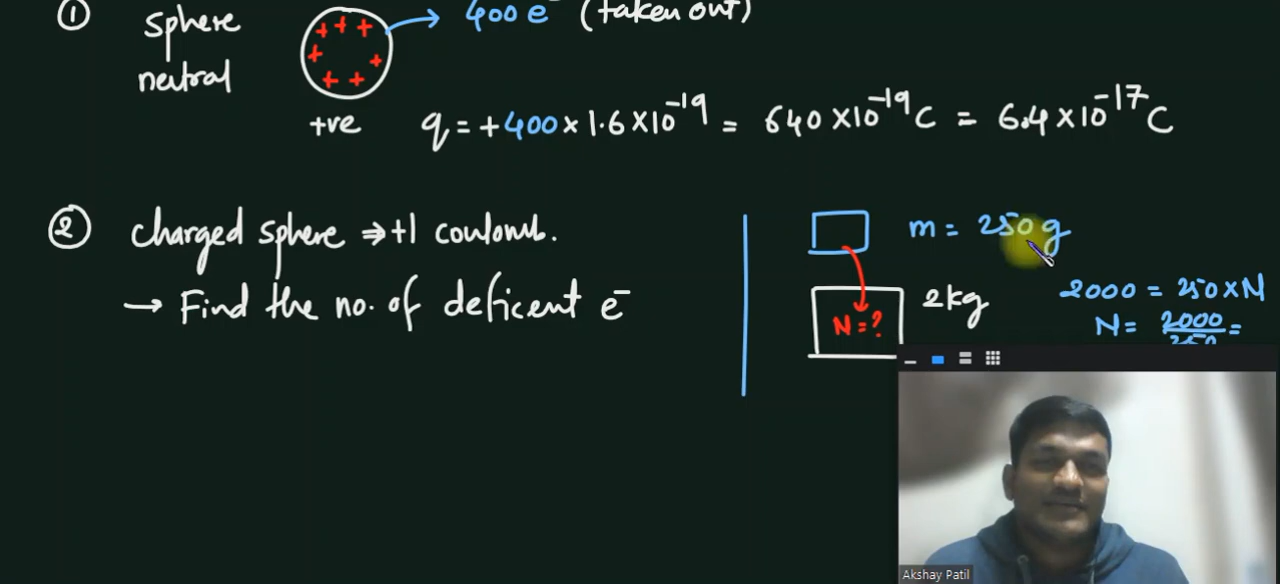 ① sphere 400 e⁻ (taken out)
neutral
+ + +
+ +
+ +
+ve q = +400 × 1.6 × 10⁻¹⁹ = 640 × 10⁻¹⁹ C = 6.4 × 10⁻¹⁷ C
② charged sphere ⇒ +1 coulomb.
→ Find the no. of deficent e⁻
m = 250 g
2kg
N = ?
2000 = 250 × N
N = 2000/250 =
Akshay Patil